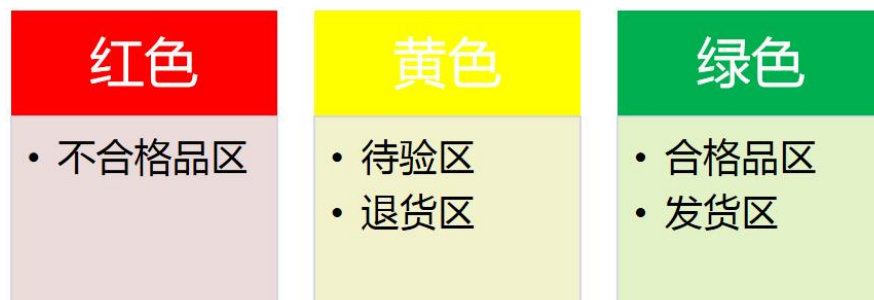 红色
• 不合格品区
黄色
• 待验区
• 退货区
绿色
• 合格品区
• 发货区